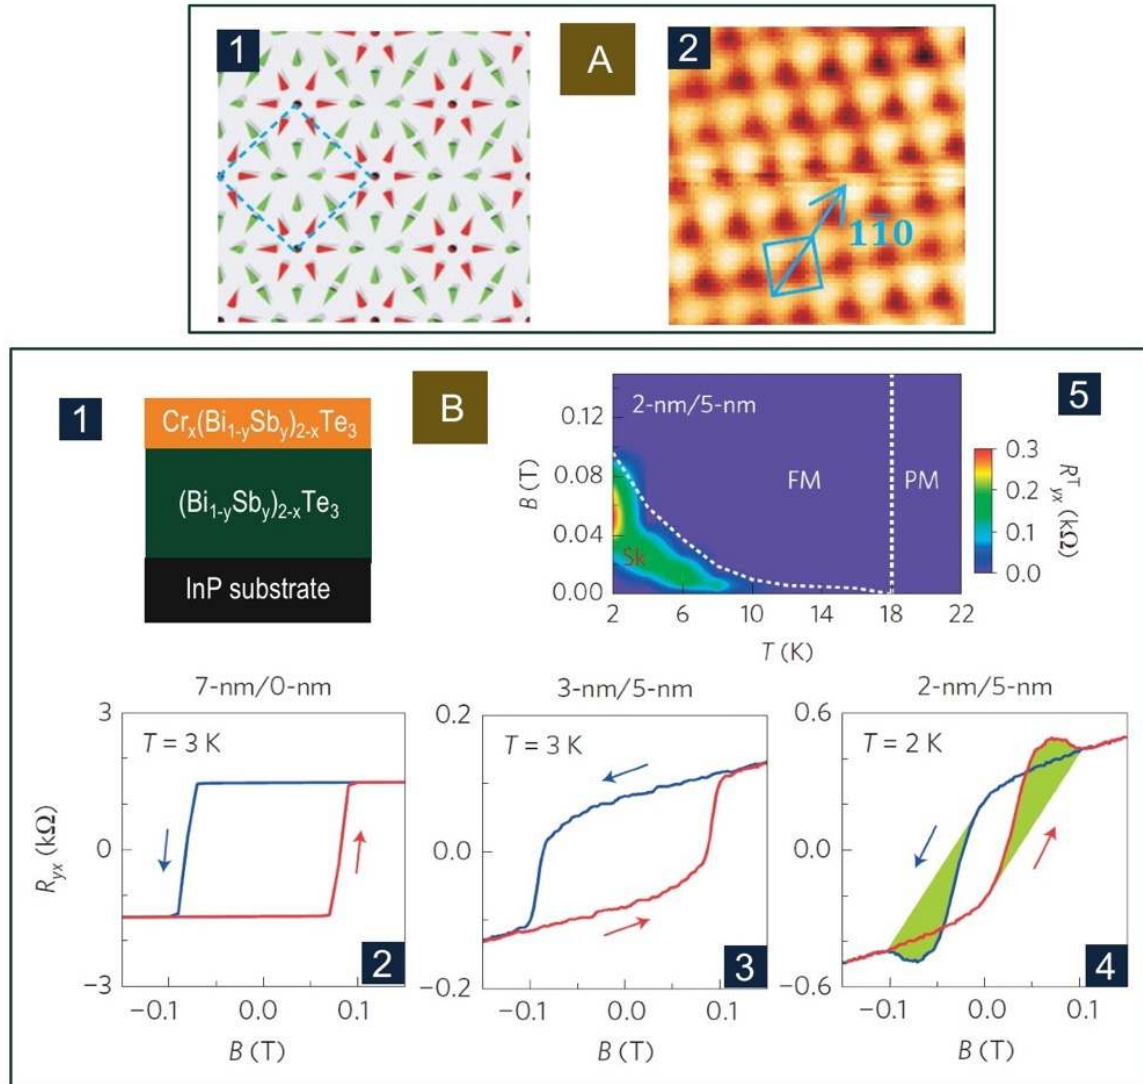 1
A
2
11̅0
1
B
5
Crₓ(Bi₁₋ᵧSbᵧ)₂₋ₓTe₃
(Bi₁₋ᵧSbᵧ)₂₋ₓTe₃
InP substrate
2-nm/5-nm
FM
PM
Sk
B (T)
0.12
0.08
0.04
0.00
2
6
10
14
18
22
T (K)
0.3
0.2
0.1
0.0
Rᵀyx (kΩ)
7-nm/0-nm
T = 3 K
3
0
−3
Ryx (kΩ)
−0.1
0.0
0.1
B (T)
2
3-nm/5-nm
T = 3 K
0.2
0.0
−0.2
−0.1
0.0
0.1
B (T)
3
2-nm/5-nm
T = 2 K
0.6
0.0
−0.6
−0.1
0.0
0.1
B (T)
4